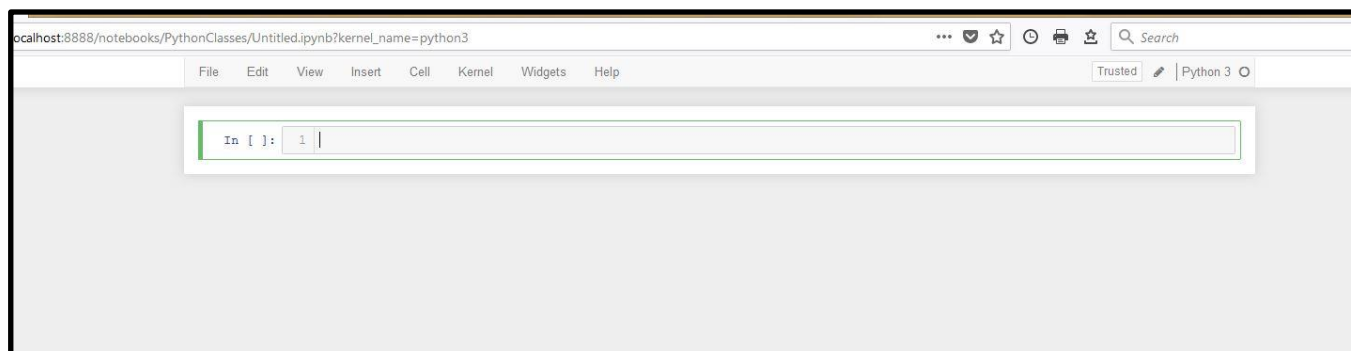 ocalhost:8888/notebooks/PythonClasses/Untitled.ipynb?kernel_name=python3 Search
File Edit View Insert Cell Kernel Widgets Help Trusted Python 3
In [ ]: 1